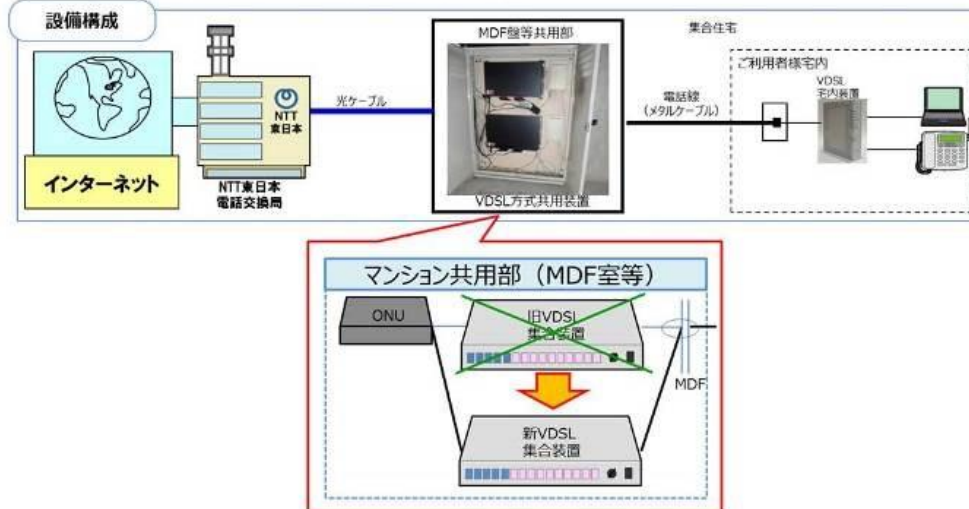 設備構成
インターネット
NTT
東日本
NTT東日本
電話交換局
光ケーブル
MDF盤等共用部
VDSL方式共用装置
電話線
(メタルケーブル)
集合住宅
ご利用者様宅内
VDSL
宅内装置
マンション共用部（MDF室等）
ONU
旧VDSL
集合装置
MDF
新VDSL
集合装置